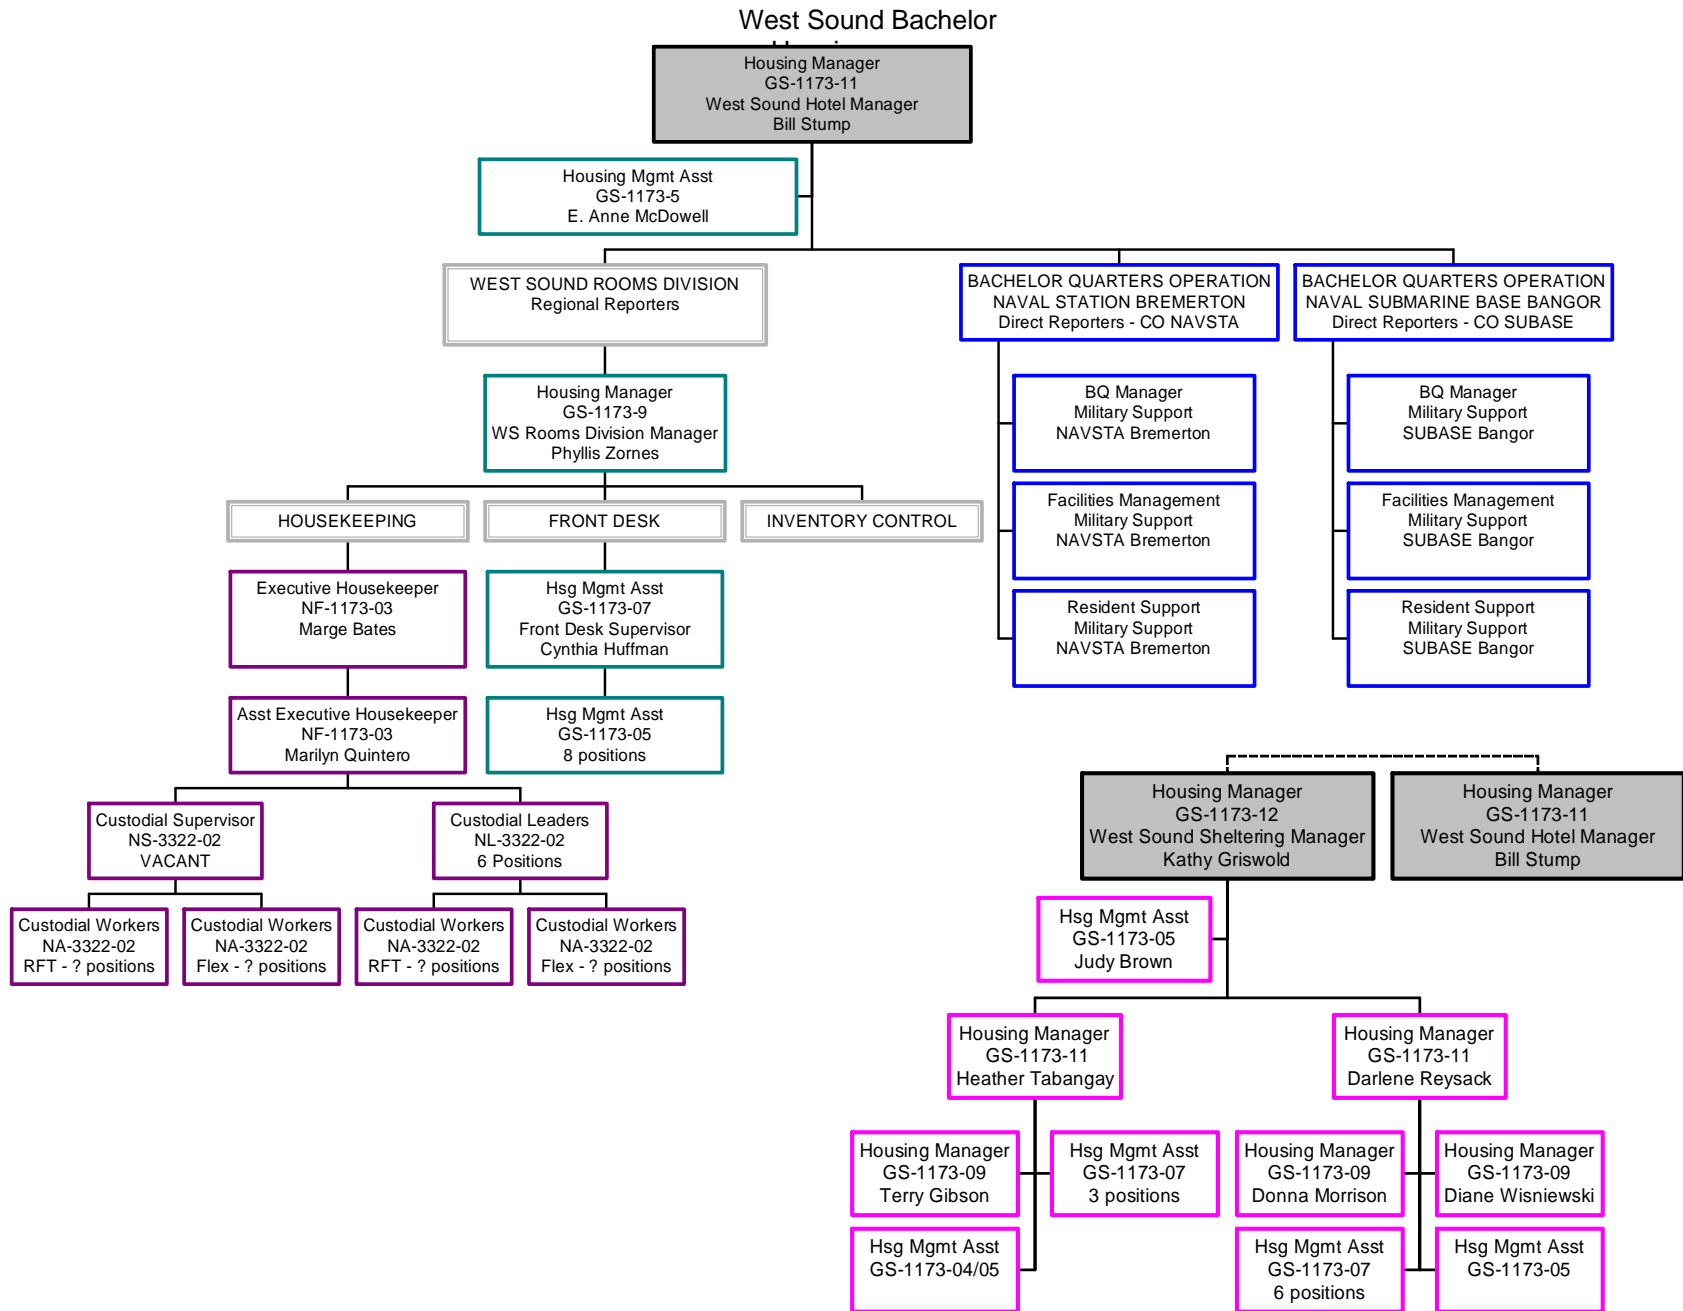 West Sound Bachelor
Housing Manager
GS-1173-11
West Sound Hotel Manager
Bill Stump
Housing Mgmt Asst
GS-1173-5
E. Anne McDowell
WEST SOUND ROOMS DIVISION
Regional Reporters
BACHELOR QUARTERS OPERATION
NAVAL STATION BREMERTON
Direct Reporters - CO NAVSTA
BACHELOR QUARTERS OPERATION
NAVAL SUBMARINE BASE BANGOR
Direct Reporters - CO SUBASE
Housing Manager
GS-1173-9
WS Rooms Division Manager
Phyllis Zornes
BQ Manager
Military Support
NAVSTA Bremerton
BQ Manager
Military Support
SUBASE Bangor
HOUSEKEEPING
FRONT DESK
INVENTORY CONTROL
Facilities Management
Military Support
NAVSTA Bremerton
Facilities Management
Military Support
SUBASE Bangor
Executive Housekeeper
NF-1173-03
Marge Bates
Hsg Mgmt Asst
GS-1173-07
Front Desk Supervisor
Cynthia Huffman
Resident Support
Military Support
NAVSTA Bremerton
Resident Support
Military Support
SUBASE Bangor
Asst Executive Housekeeper
NF-1173-03
Marilyn Quintero
Hsg Mgmt Asst
GS-1173-05
8 positions
Custodial Supervisor
NS-3322-02
VACANT
Custodial Leaders
NL-3322-02
6 Positions
Custodial Workers
NA-3322-02
RFT - ? positions
Custodial Workers
NA-3322-02
Flex - ? positions
Custodial Workers
NA-3322-02
RFT - ? positions
Custodial Workers
NA-3322-02
Flex - ? positions
Housing Manager
GS-1173-12
West Sound Sheltering Manager
Kathy Griswold
Housing Manager
GS-1173-11
West Sound Hotel Manager
Bill Stump
Hsg Mgmt Asst
GS-1173-05
Judy Brown
Housing Manager
GS-1173-11
Heather Tabangay
Housing Manager
GS-1173-11
Darlene Reysack
Housing Manager
GS-1173-09
Terry Gibson
Hsg Mgmt Asst
GS-1173-07
3 positions
Housing Manager
GS-1173-09
Donna Morrison
Housing Manager
GS-1173-09
Diane Wisniewski
Hsg Mgmt Asst
GS-1173-04/05
Hsg Mgmt Asst
GS-1173-07
6 positions
Hsg Mgmt Asst
GS-1173-05